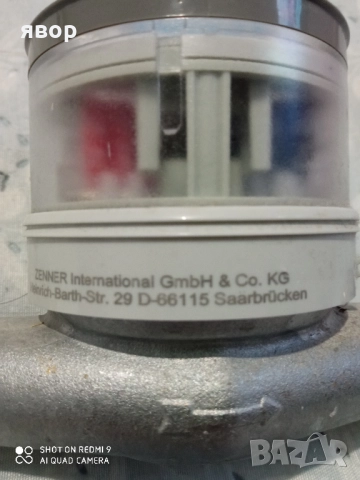 явор
ZENNER International GmbH & Co. KG
Heinrich-Barth-Str. 29 D-66115 Saarbrücken
SHOT ON REDMI 9
AI QUAD CAMERA
BAZAR